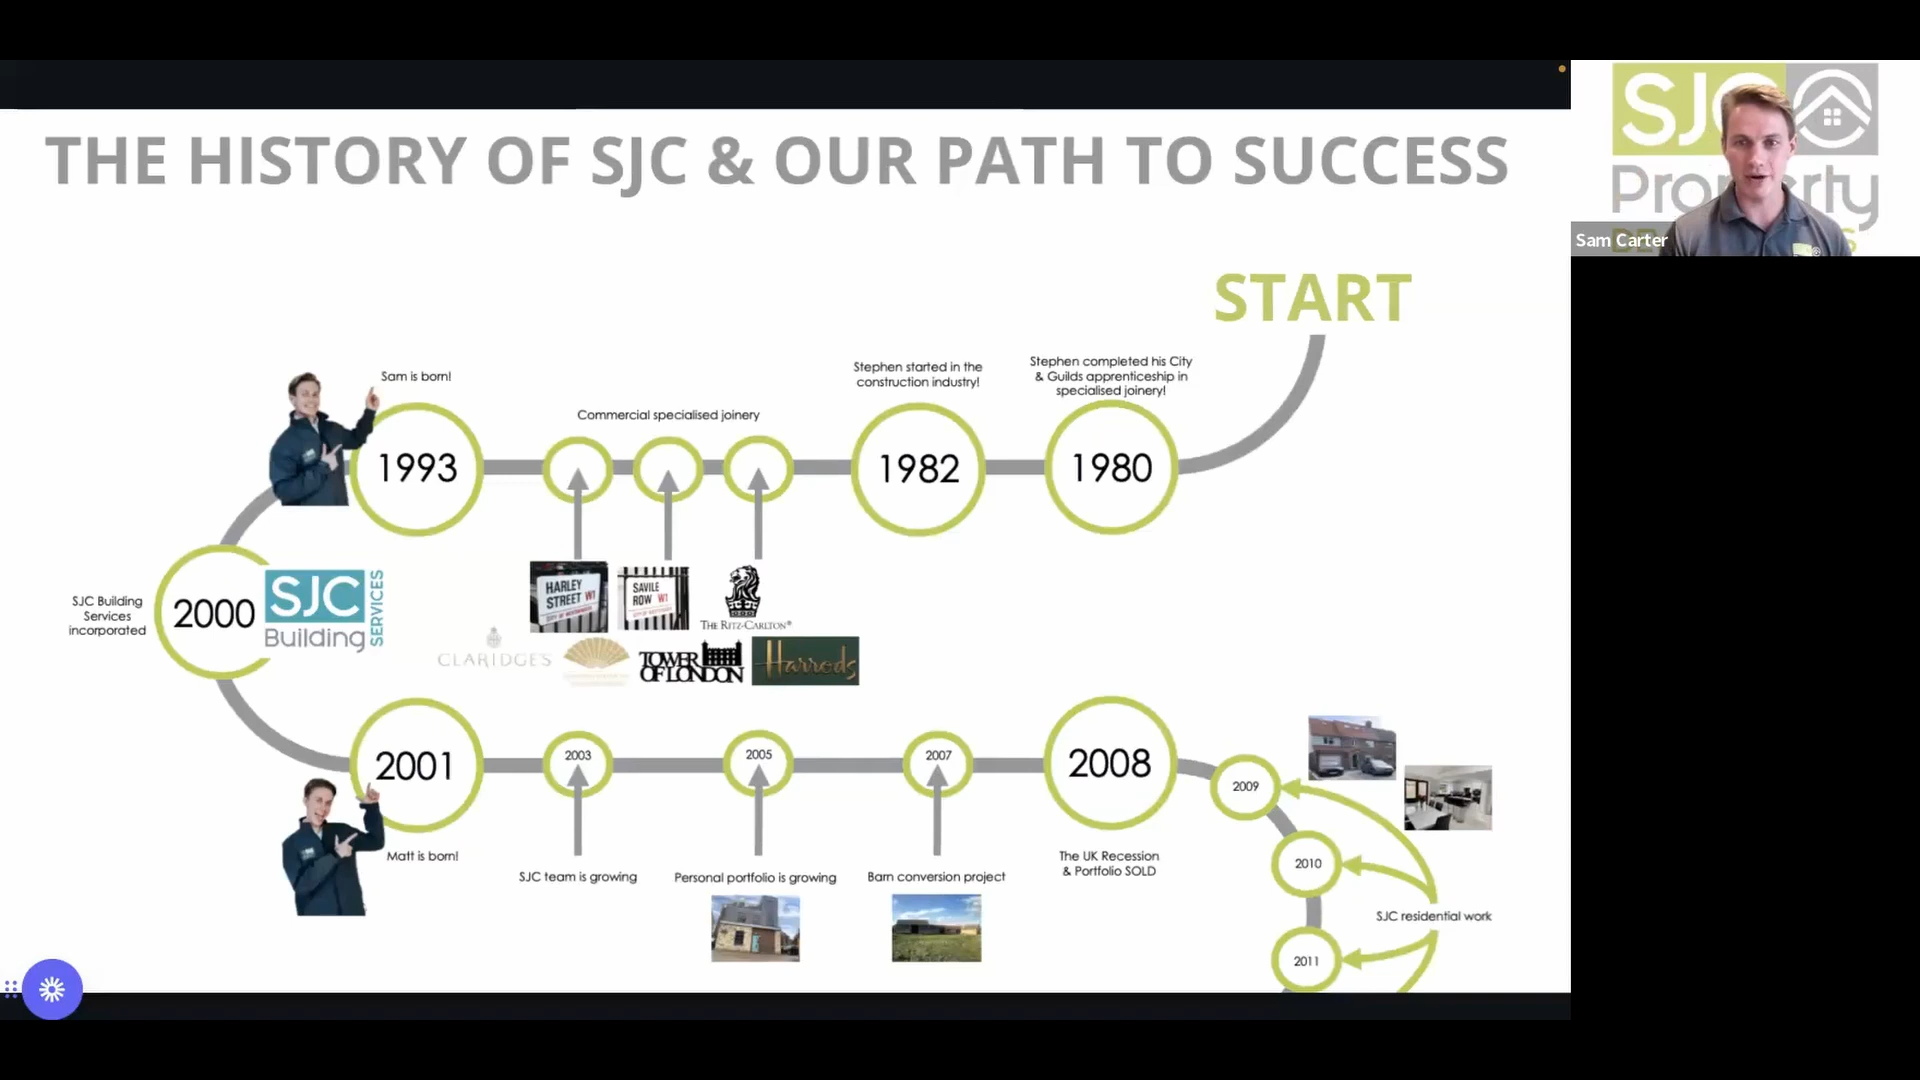 THE HISTORY OF SJC & OUR PATH TO SUCCESS
SJC
Sam Carter
START
Sam is born!
Commercial specialised joinery
Stephen started in the
construction industry!
Stephen completed his City
& Guilds apprenticeship in
specialised joinery!
1993
1982
1980
SJC Building
Services
incorporated
2000
SJC
Building
SERVICES
HARLEY
STREET W1
SAVILE
ROW W1
THE RITZ-CARLTON®
CLARIDGE'S
TOWER
OF LONDON
Harrods
2001
2003
2005
2007
2008
2009
2010
2011
Matt is born!
SJC team is growing
Personal portfolio is growing
Barn conversion project
The UK Recession
& Portfolio SOLD
SJC residential work